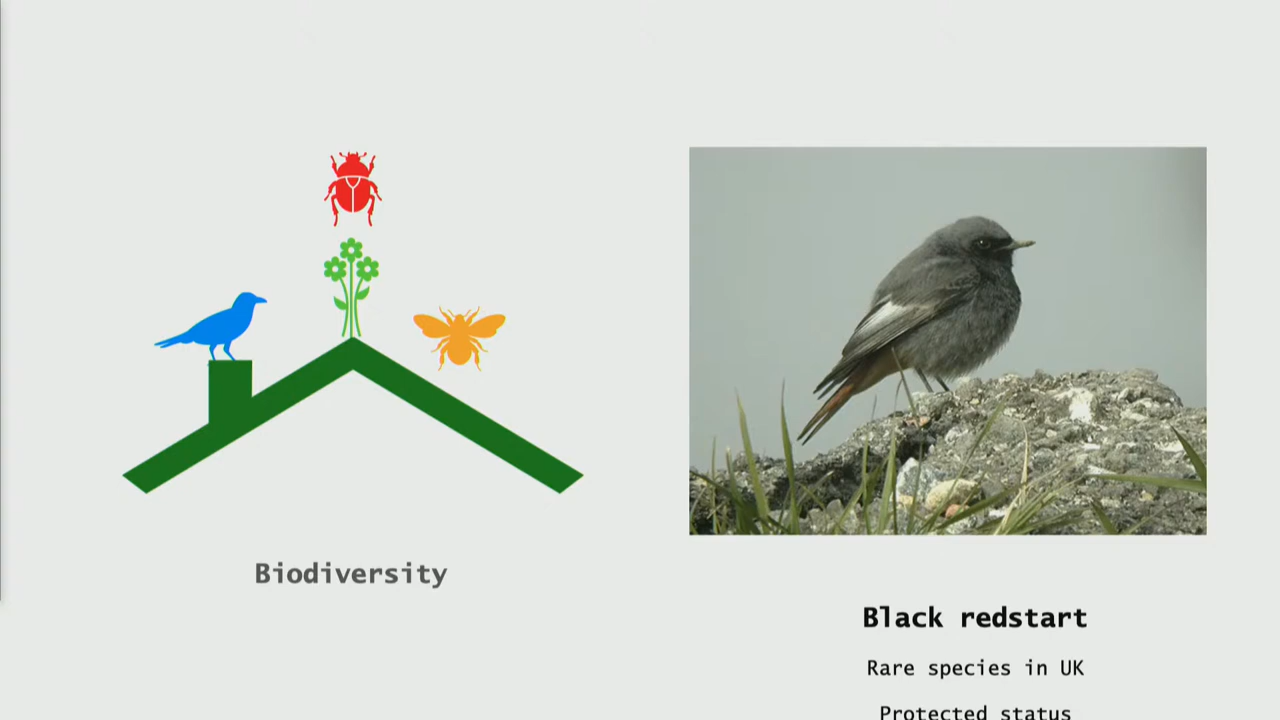 Biodiversity
Black redstart
Rare species in UK
Protected status